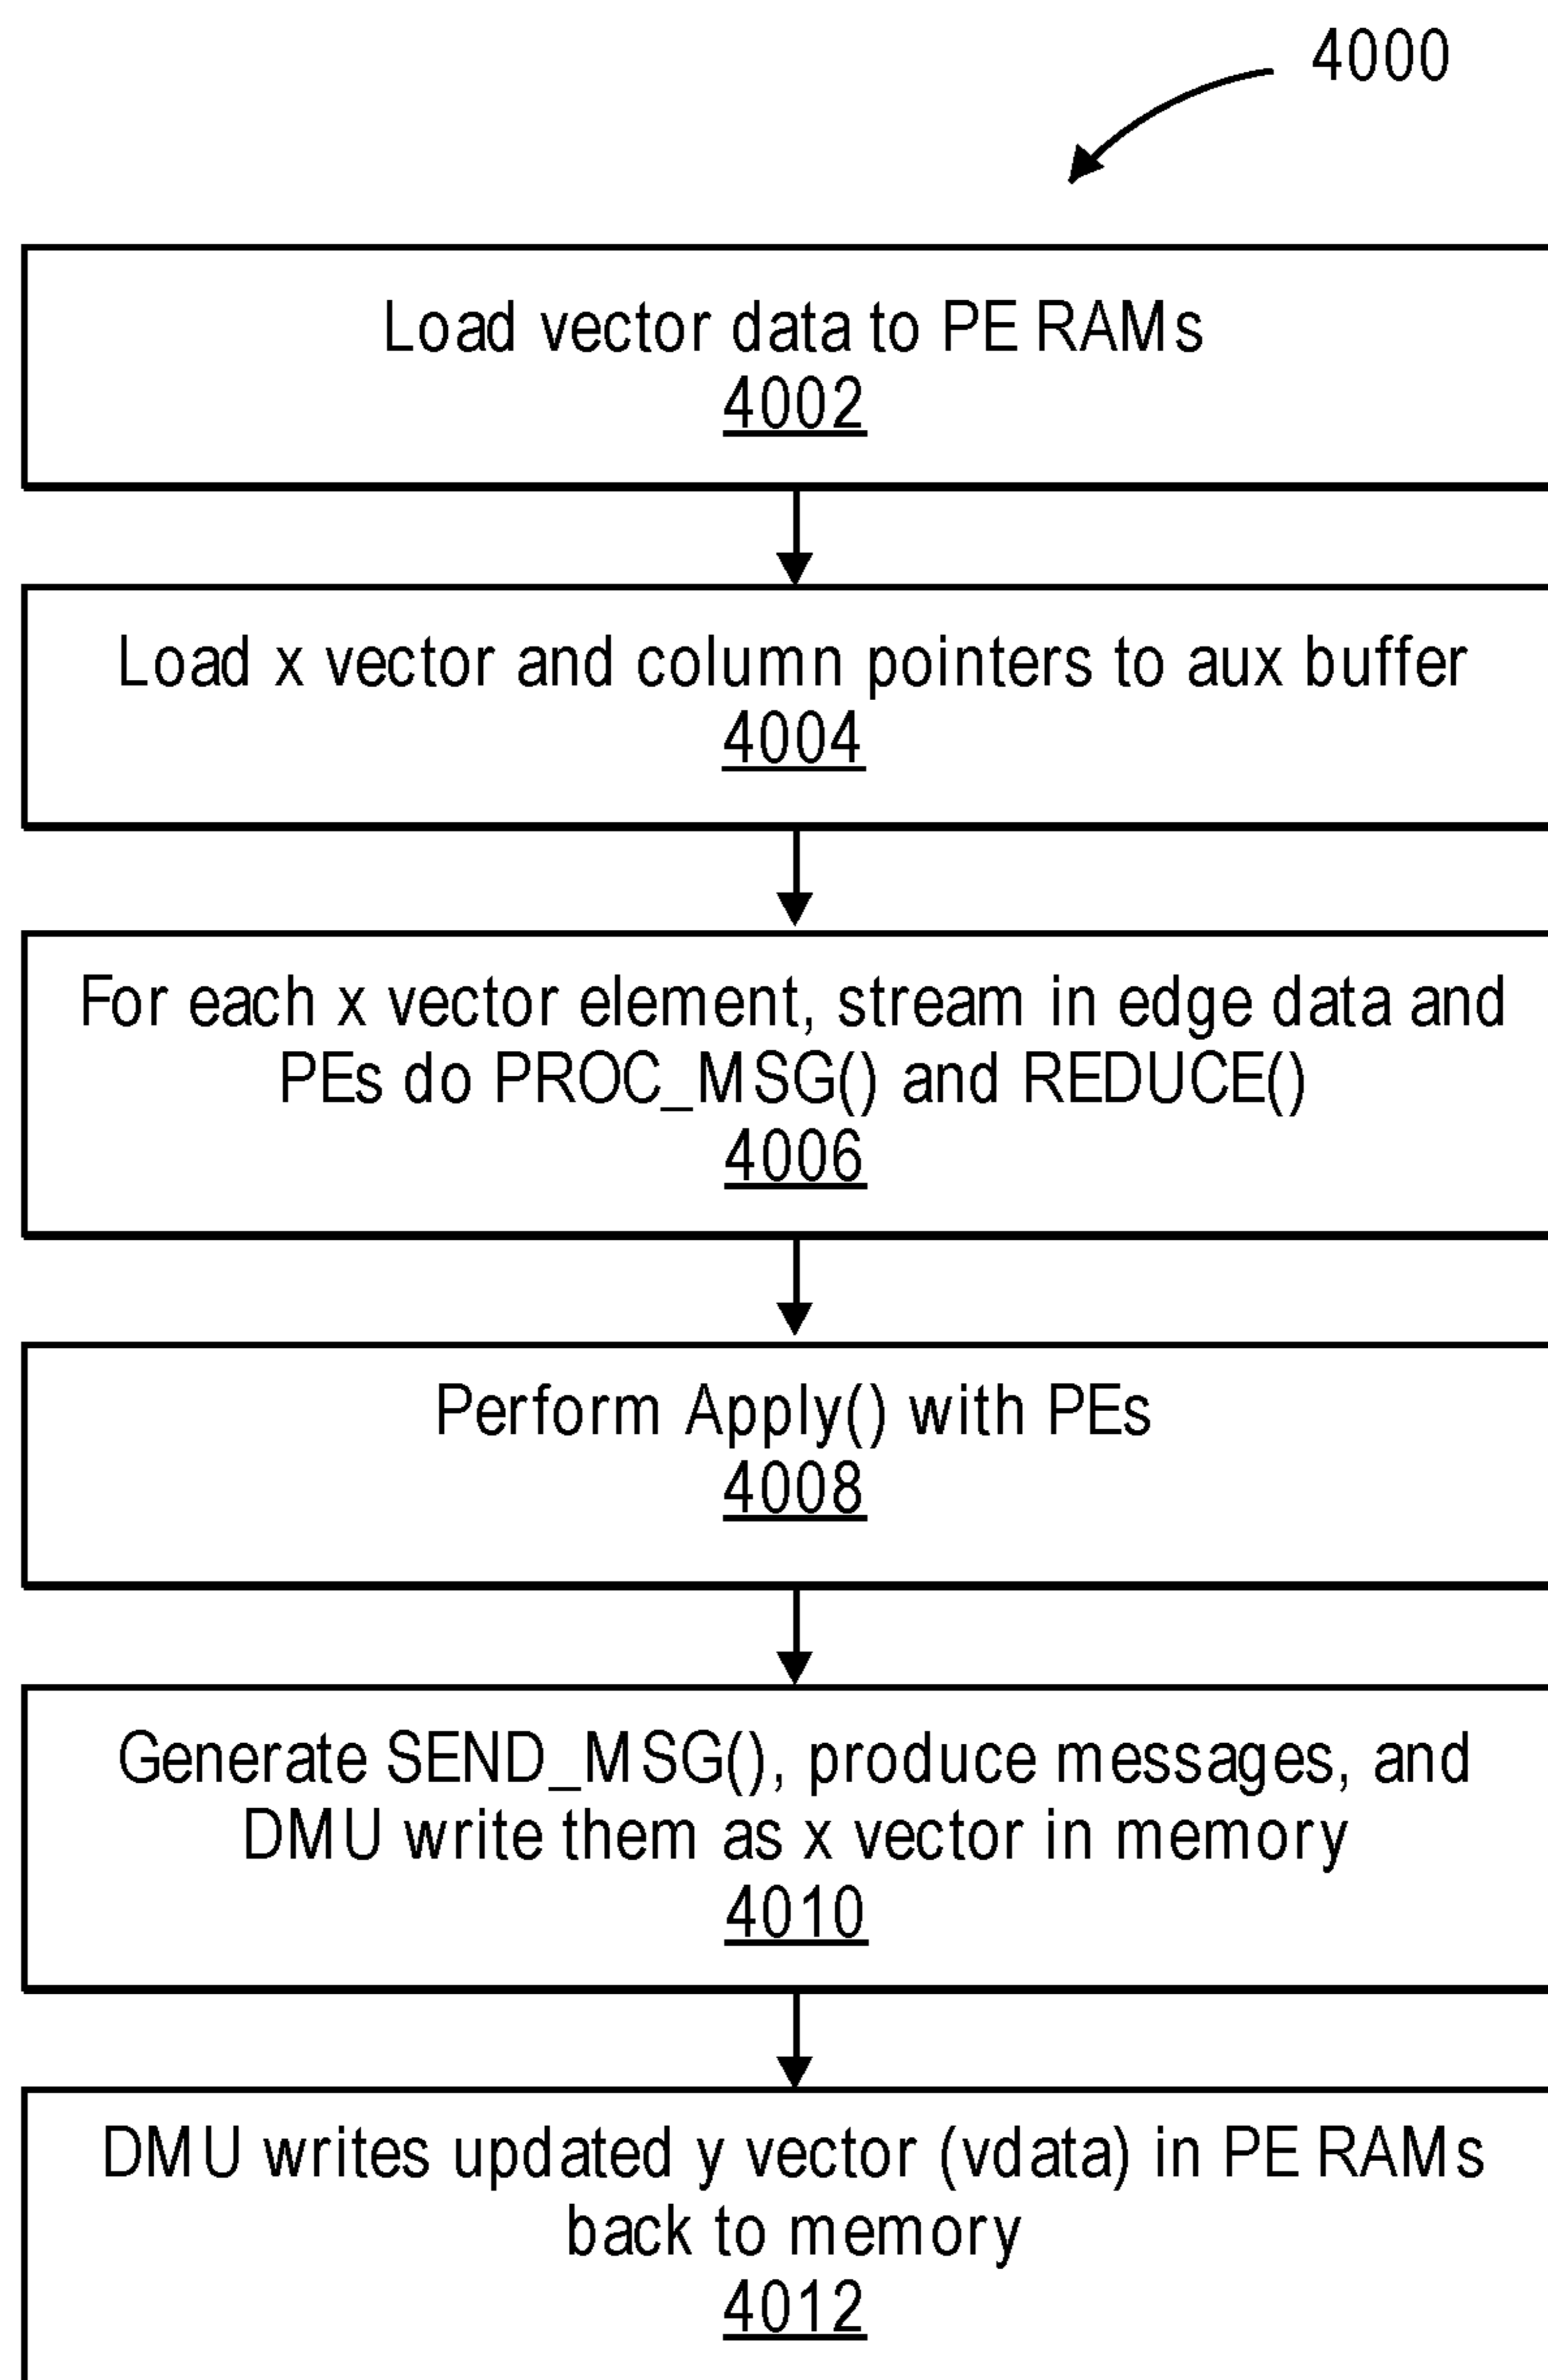 4000
Load vector data to PE RAMs
4002
Load x vector and column pointers to aux buffer
4004
For each x vector element, stream in edge data and
PEs do PROC_MSG() and REDUCE()
4006
Perform Apply() with PEs
4008
Generate SEND_MSG(), produce messages, and
DMU write them as x vector in memory
4010
DMU writes updated y vector (vdata) in PE RAMs
back to memory
4012